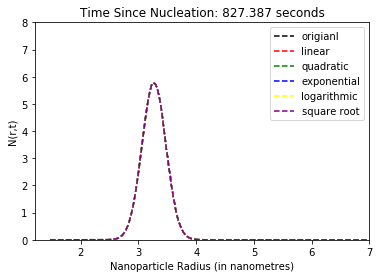 Time Since Nucleation: 827.387 seconds
8
7
6
5
4
3
2
1
0
N(r,t)
origianl
linear
quadratic
exponential
logarithmic
square root
2 3 4 5 6 7
Nanoparticle Radius (in nanometres)